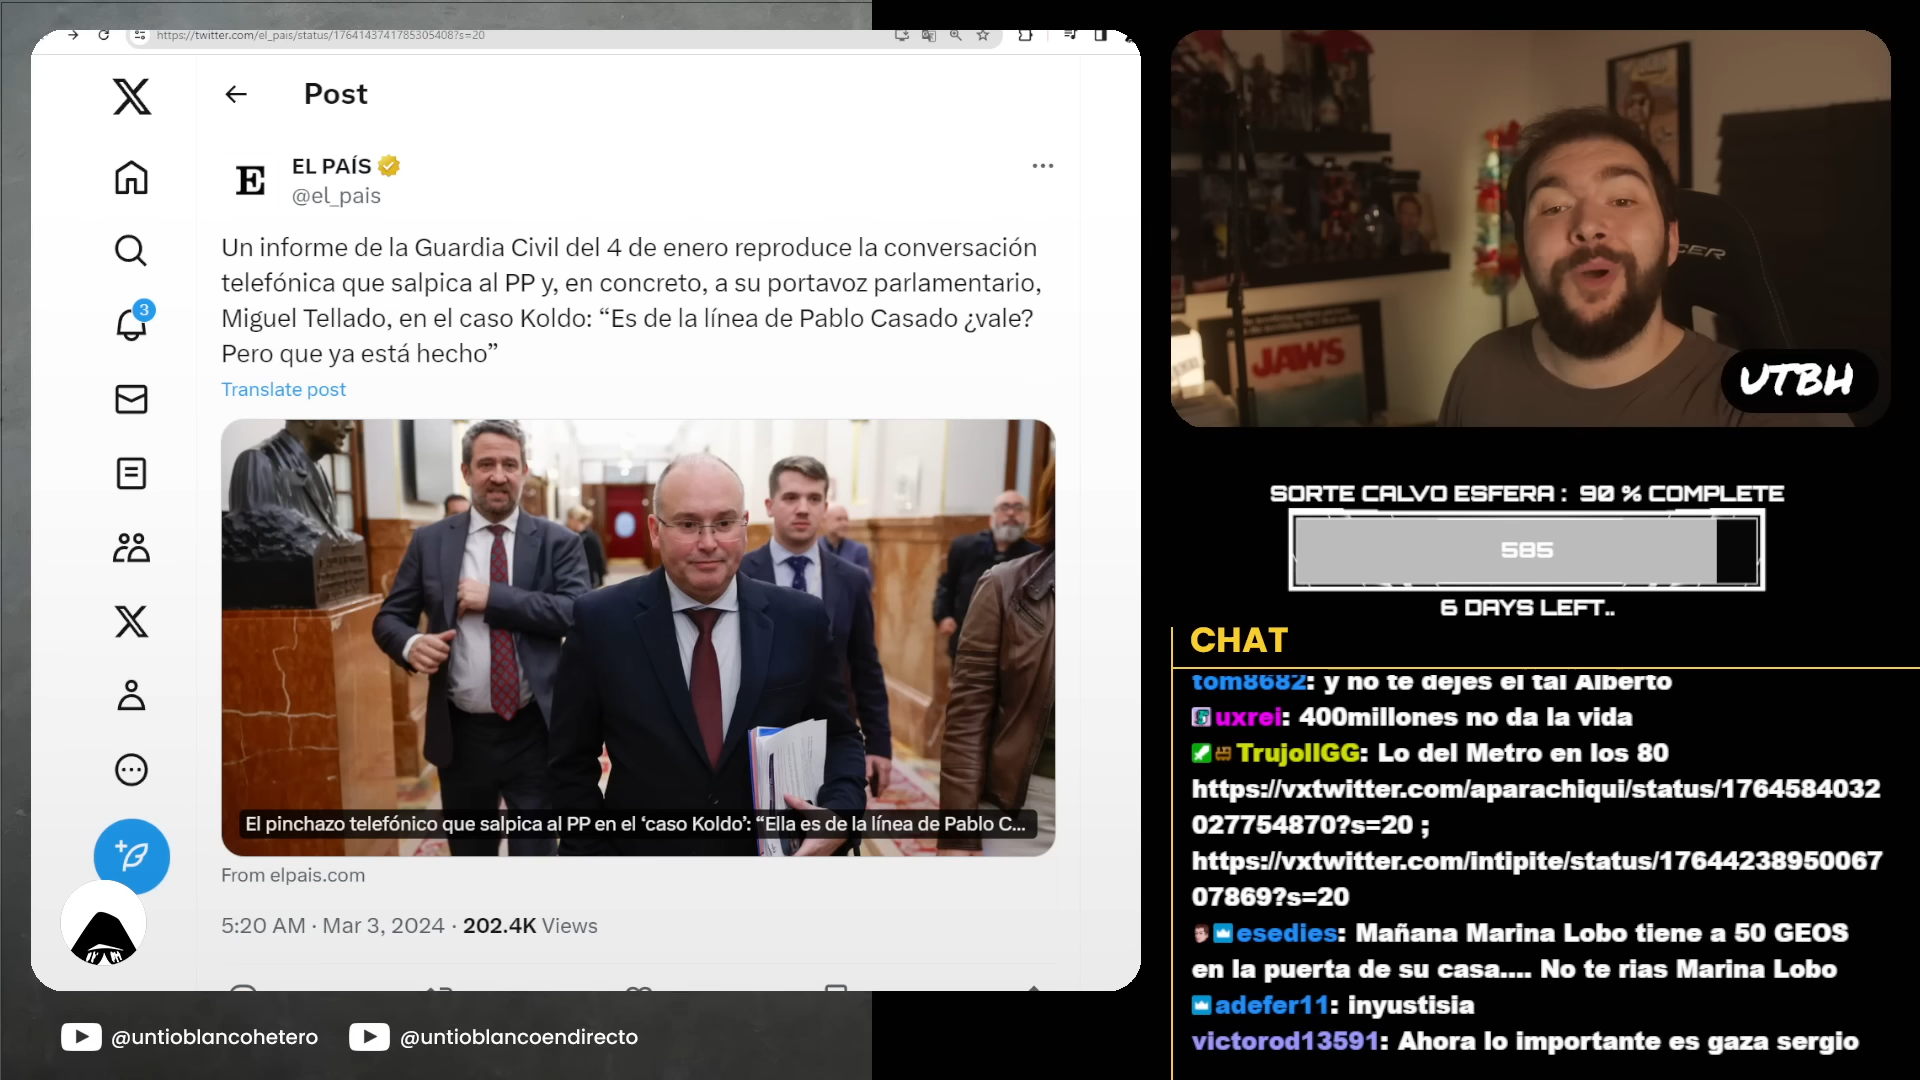 https://twitter.com/el_pais/status/1764143741785305408?s=20
Post
EL PAÍS
@el_pais
3
Un informe de la Guardia Civil del 4 de enero reproduce la conversación
telefónica que salpica al PP y, en concreto, a su portavoz parlamentario,
Miguel Tellado, en el caso Koldo: “Es de la línea de Pablo Casado ¿vale?
Pero que ya está hecho”
Translate post
El pinchazo telefónico que salpica al PP en el ‘caso Koldo’: “Ella es de la línea de Pablo C...
From elpais.com
5:20 AM · Mar 3, 2024 · 202.4K Views
@untioblancohetero
@untioblancoendirecto
JAWS
UTBH
SORTE CALVO ESFERA : 90 % COMPLETE
585
6 DAYS LEFT..
CHAT
tom8682: y no te dejes el tal Alberto
uxrei: 400millones no da la vida
TrujollGG: Lo del Metro en los 80
https://vxtwitter.com/aparachiqui/status/1764584032
027754870?s=20 ;
https://vxtwitter.com/intipite/status/17644238950067
07869?s=20
esedies: Mañana Marina Lobo tiene a 50 GEOS
en la puerta de su casa.... No te rias Marina Lobo
adefer11: inyustisia
victorod13591: Ahora lo importante es gaza sergio